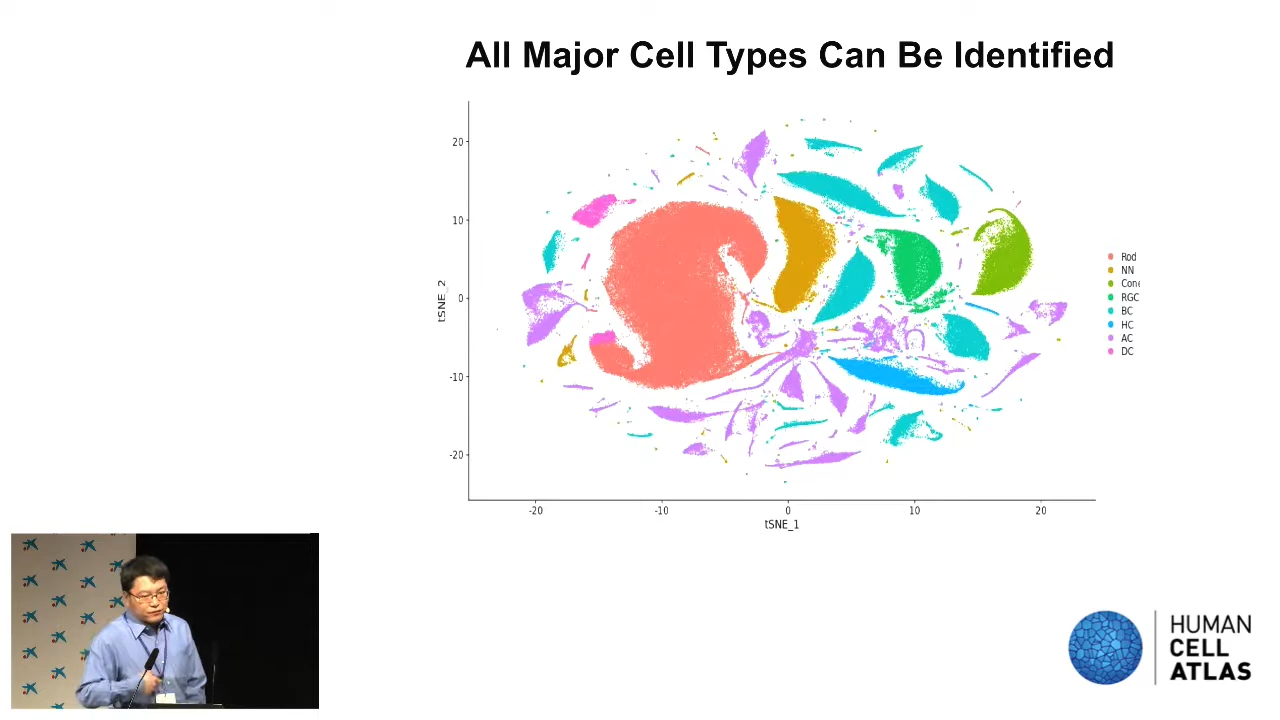 All Major Cell Types Can Be Identified
20
10
0
-10
-20
tSNE_2
-20
-10
0
10
20
tSNE_1
Rod
NN
Cone
RGC
BC
HC
AC
DC
HUMAN
CELL
ATLAS